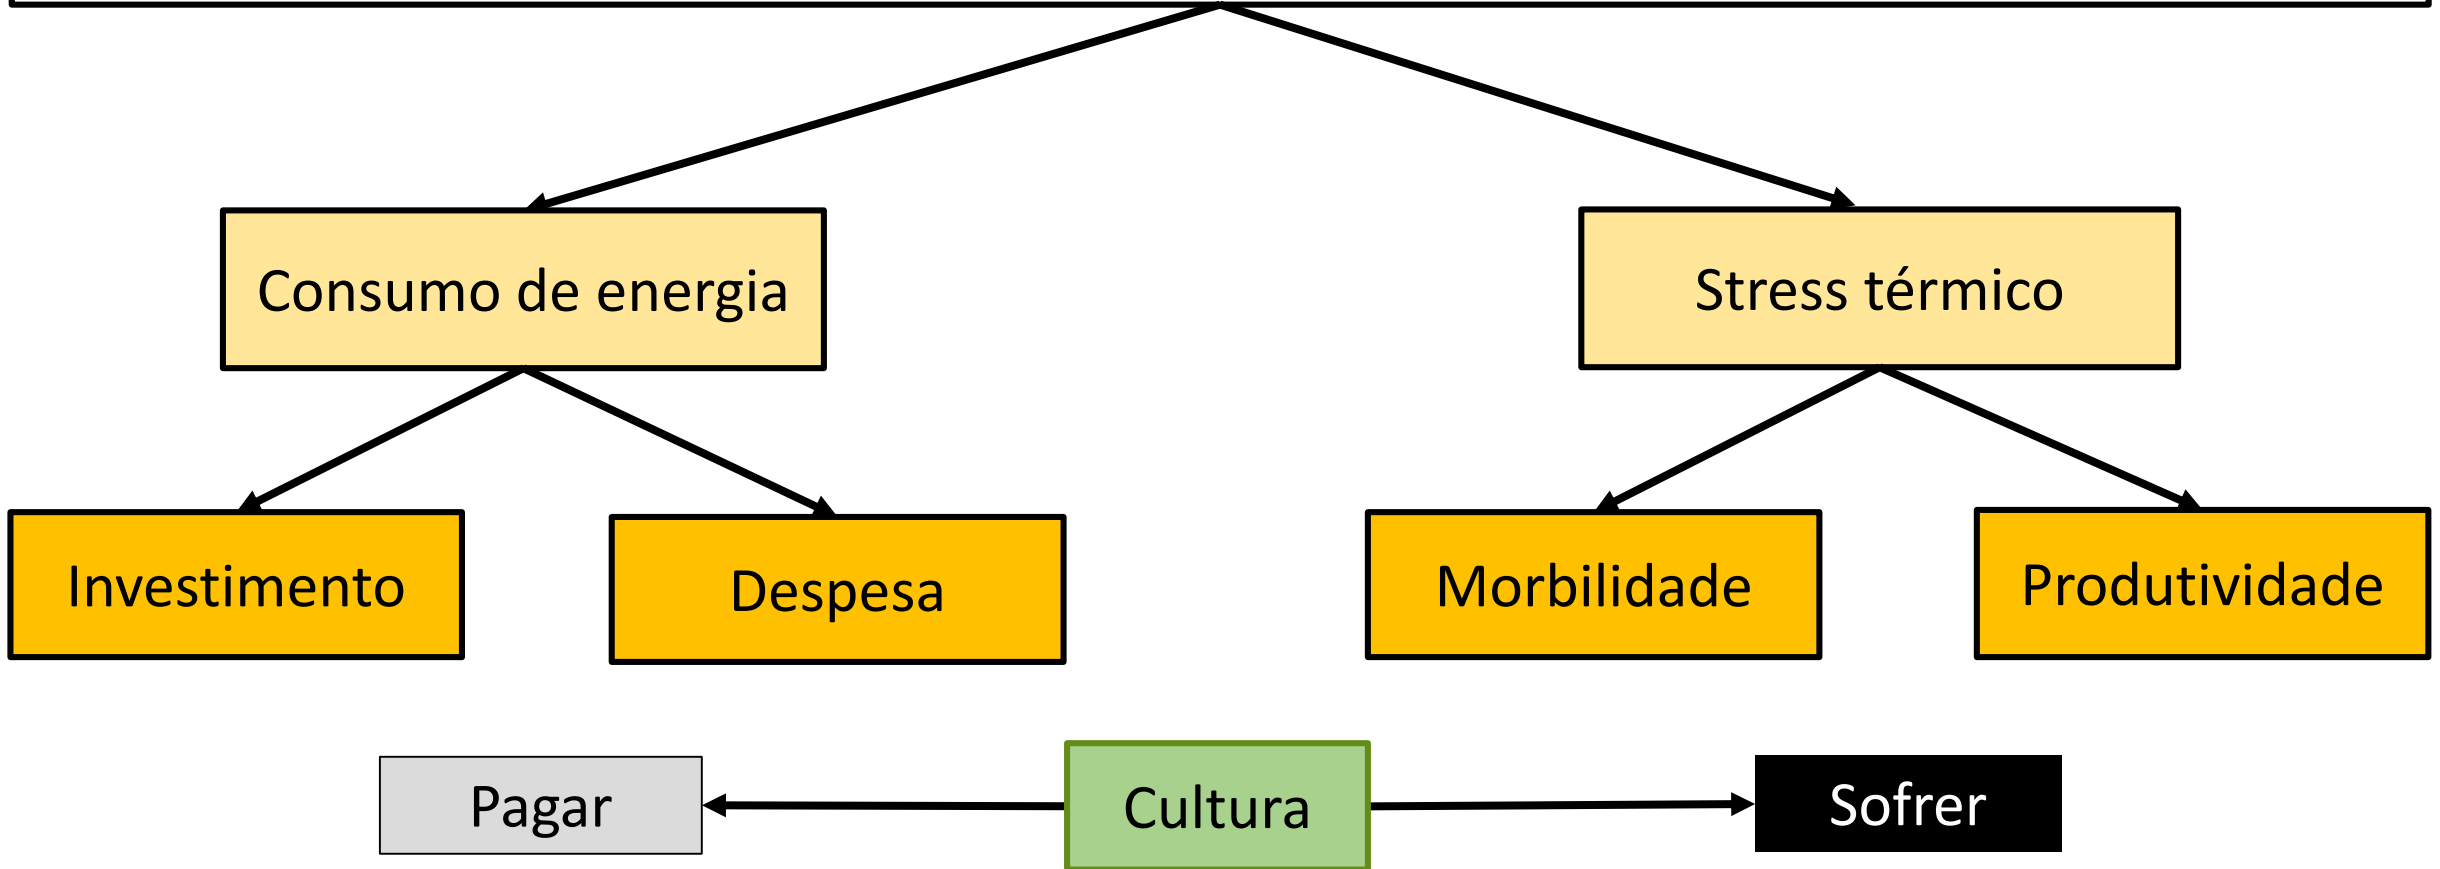 Consumo de energia
Stress térmico
Investimento
Despesa
Morbilidade
Produtividade
Pagar
Cultura
Sofrer